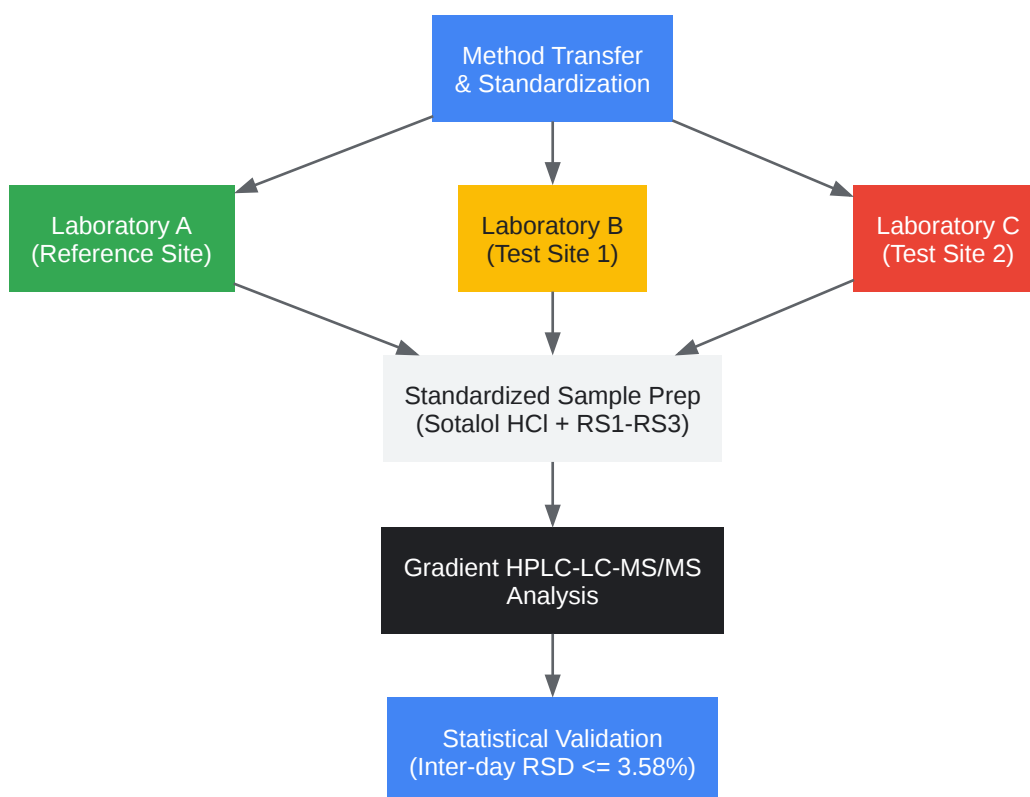 Method Transfer
& Standardization
Laboratory A
(Reference Site)
Laboratory B
(Test Site 1)
Laboratory C
(Test Site 2)
Standardized Sample Prep
(Sotalol HCl + RS1-RS3)
Gradient HPLC-LC-MS/MS
Analysis
Statistical Validation
(Inter-day RSD <= 3.58%)